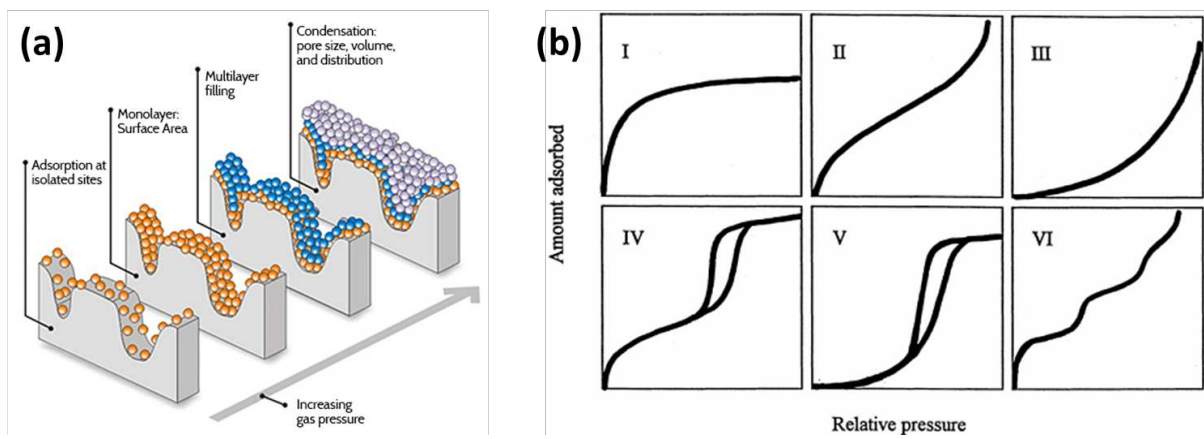 (a)
Condensation:
pore size, volume,
and distribution
Multilayer
filling
Monolayer:
Surface Area
Adsorption at
isolated sites
Increasing
gas pressure
(b)
Amount adsorbed
I
II
III
IV
V
VI
Relative pressure